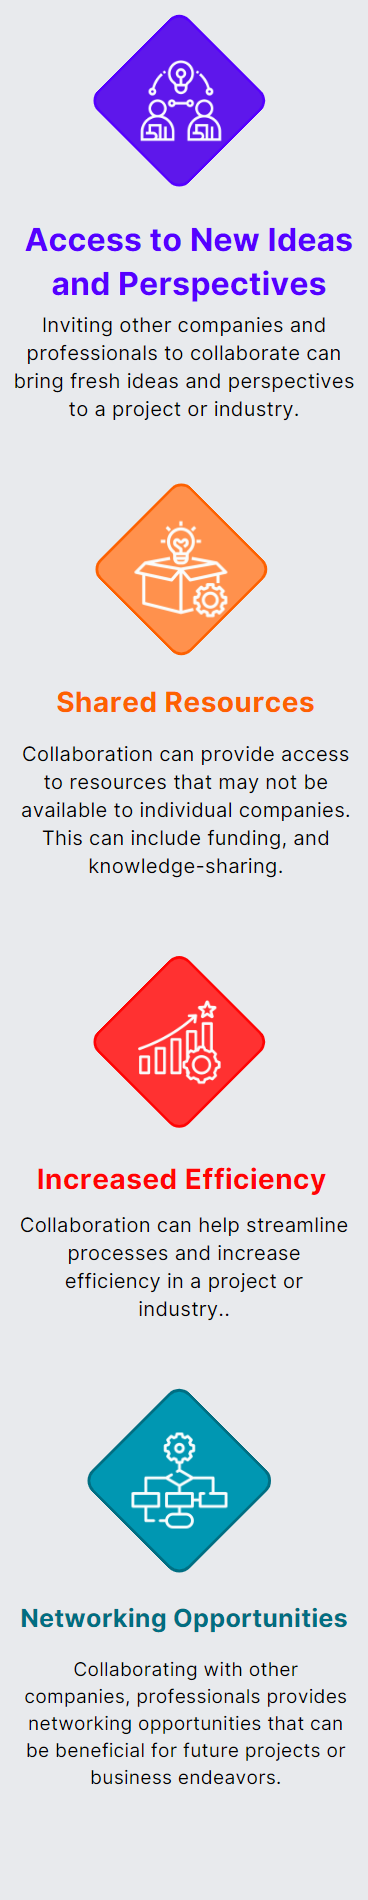 Access to New Ideas
and Perspectives
Inviting other companies and
professionals to collaborate can
bring fresh ideas and perspectives
to a project or industry.
Shared Resources
Collaboration can provide access
to resources that may not be
available to individual companies.
This can include funding, and
knowledge-sharing.
Increased Efficiency
Collaboration can help streamline
processes and increase
efficiency in a project or
industry..
Networking Opportunities
Collaborating with other
companies, professionals provides
networking opportunities that can
be beneficial for future projects or
business endeavors.